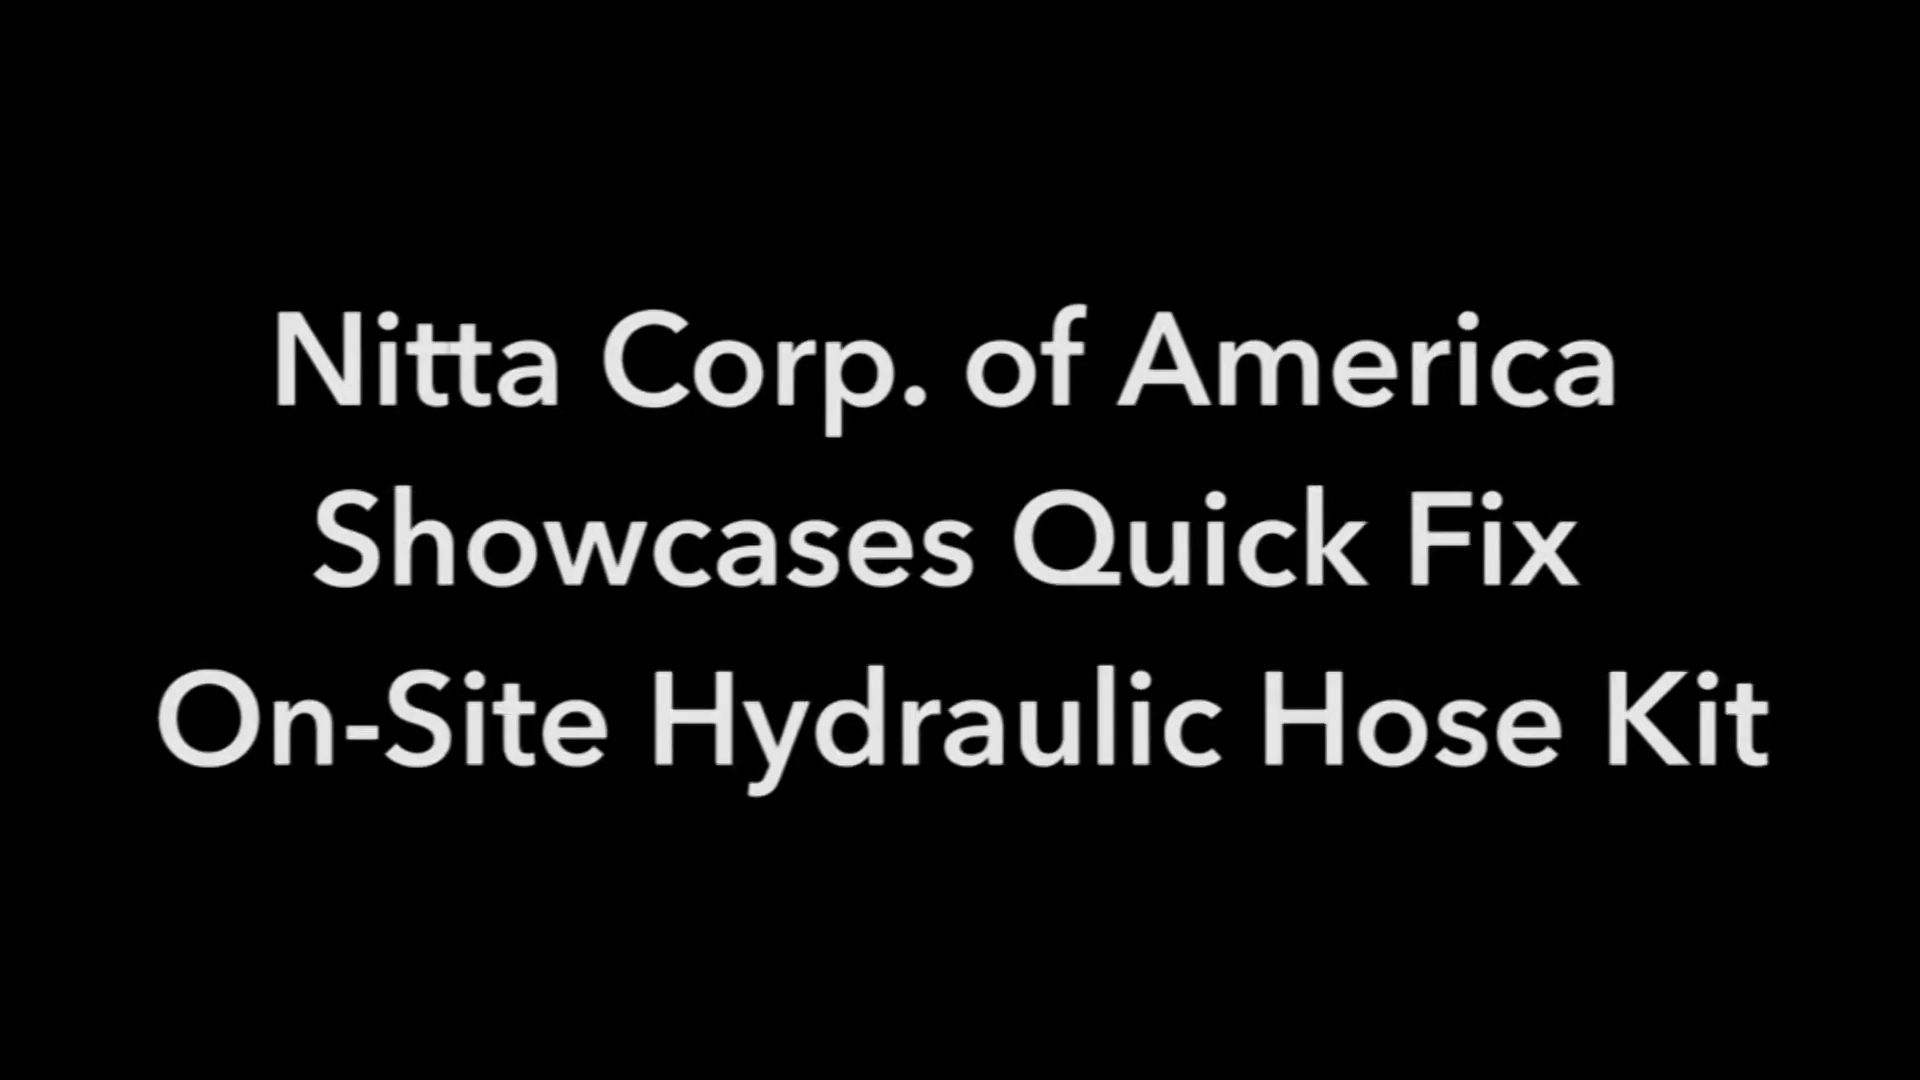 Nitta Corp. of America
Showcases Quick Fix
On-Site Hydraulic Hose Kit